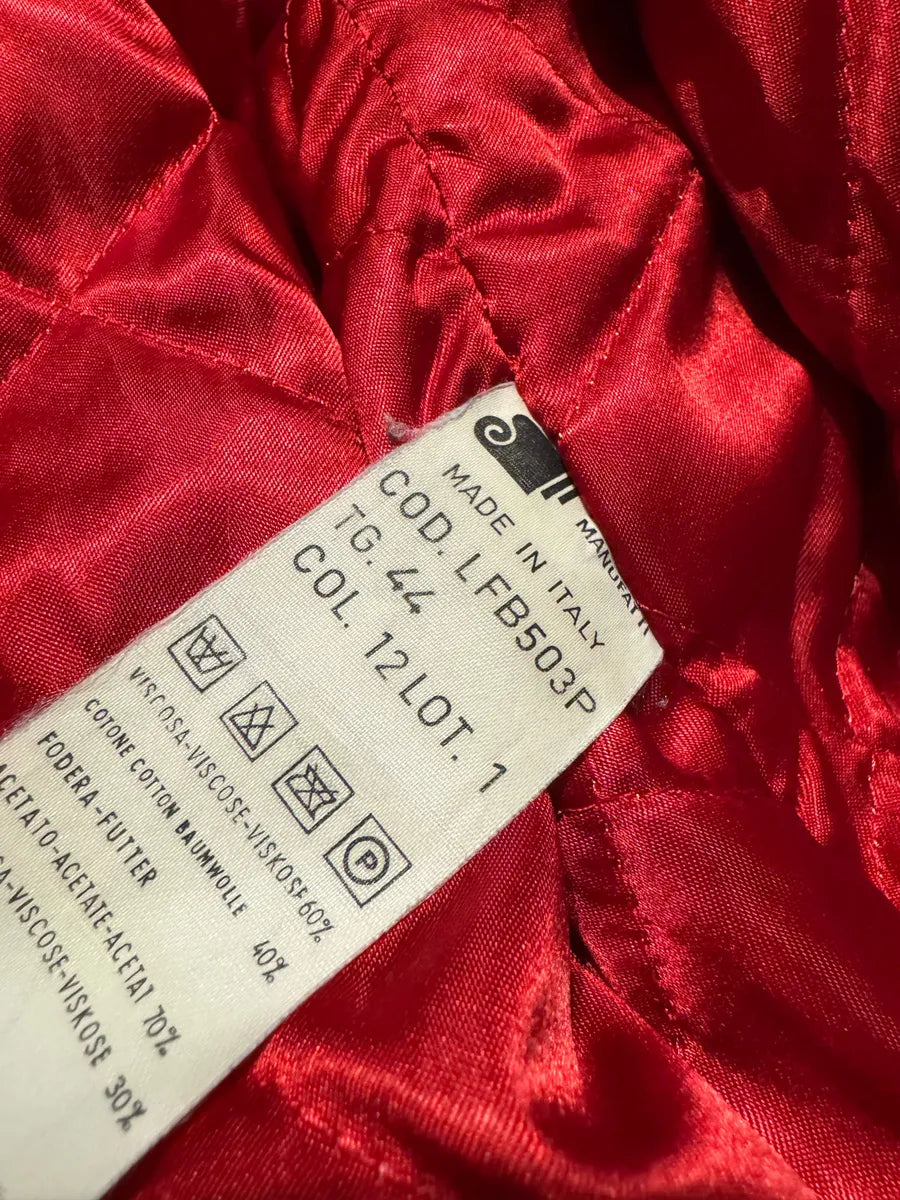 MADE IN ITALY
COD. LFB503P
TG. 44
COL. 12 LOT. 1
P
VISCOSA-VISCOSE-VISKOSE 60%
COTONE COTTON BAUMWOLLE 40%
FODERA-FUTTER
ACETATO-ACETATE-ACETAT 70%
-VISCOSE-VISKOSE 30%